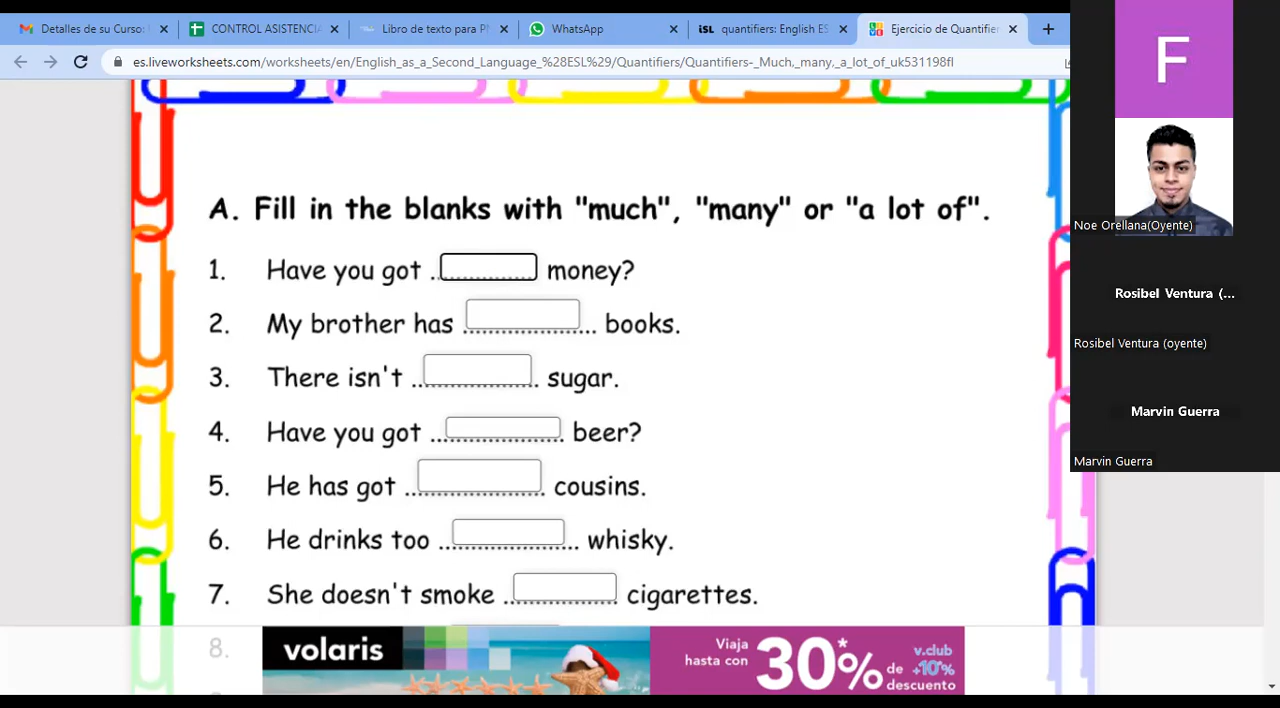 Detalles de su Curso:
CONTROL ASISTENCIA
Libro de texto para P
WhatsApp
iSL quantifiers: English ES
Ejercicio de Quantifier
es.liveworksheets.com/worksheets/en/English_as_a_Second_Language_%28ESL%29/Quantifiers/Quantifiers-_Much,_many,_a_lot_of_uk531198fl
F
Noe Orellana(Oyente)
Rosibel Ventura (...
Rosibel Ventura (oyente)
Marvin Guerra
Marvin Guerra
A. Fill in the blanks with "much", "many" or "a lot of".
1. Have you got .. money?
2. My brother has ................... books.
3. There isn't .................. sugar.
4. Have you got .................. beer?
5. He has got .................. cousins.
6. He drinks too .................. whisky.
7. She doesn't smoke .................. cigarettes.
8.
volaris
Viaja
hasta con
30*%
de
descuento
v.club
+10%